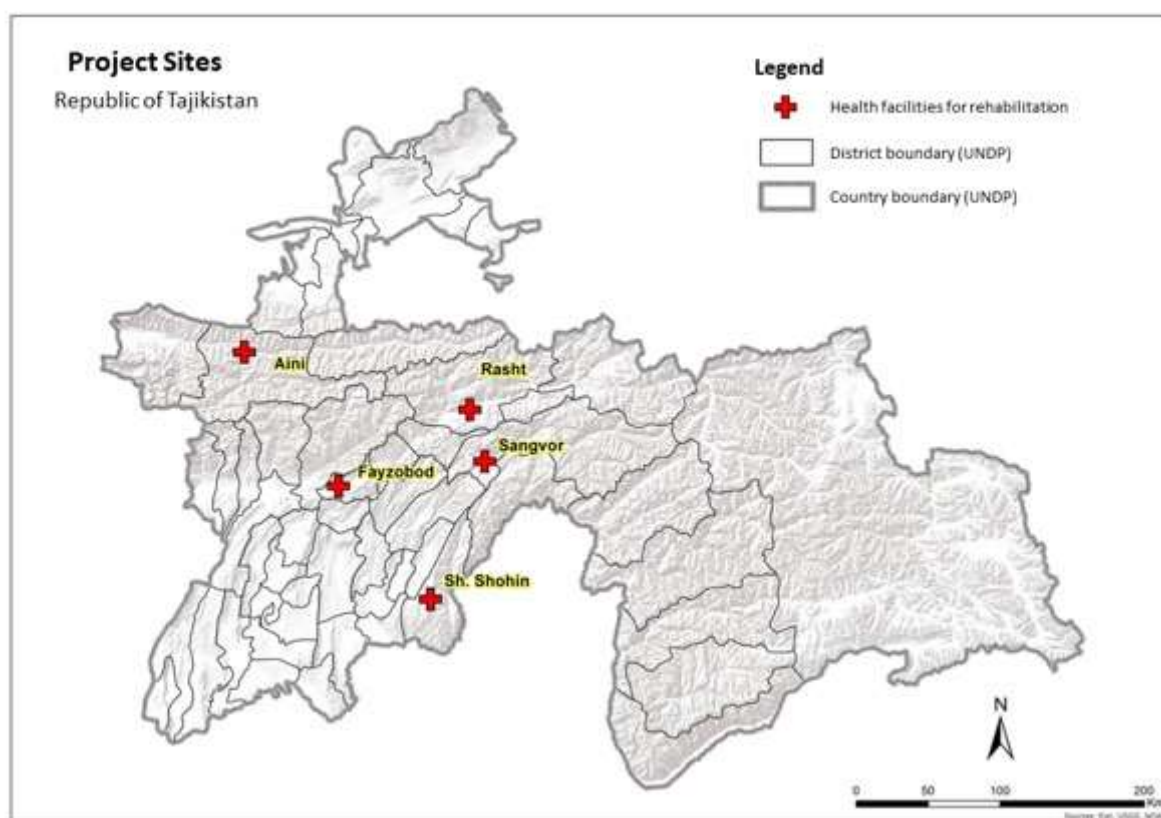 Project Sites
Republic of Tajikistan
Legend
Health facilities for rehabilitation
District boundary (UNDP)
Country boundary (UNDP)
Aini
Rasht
Sangvor
Fayzobod
Sh. Shohin
N
0 50 100 200
Km